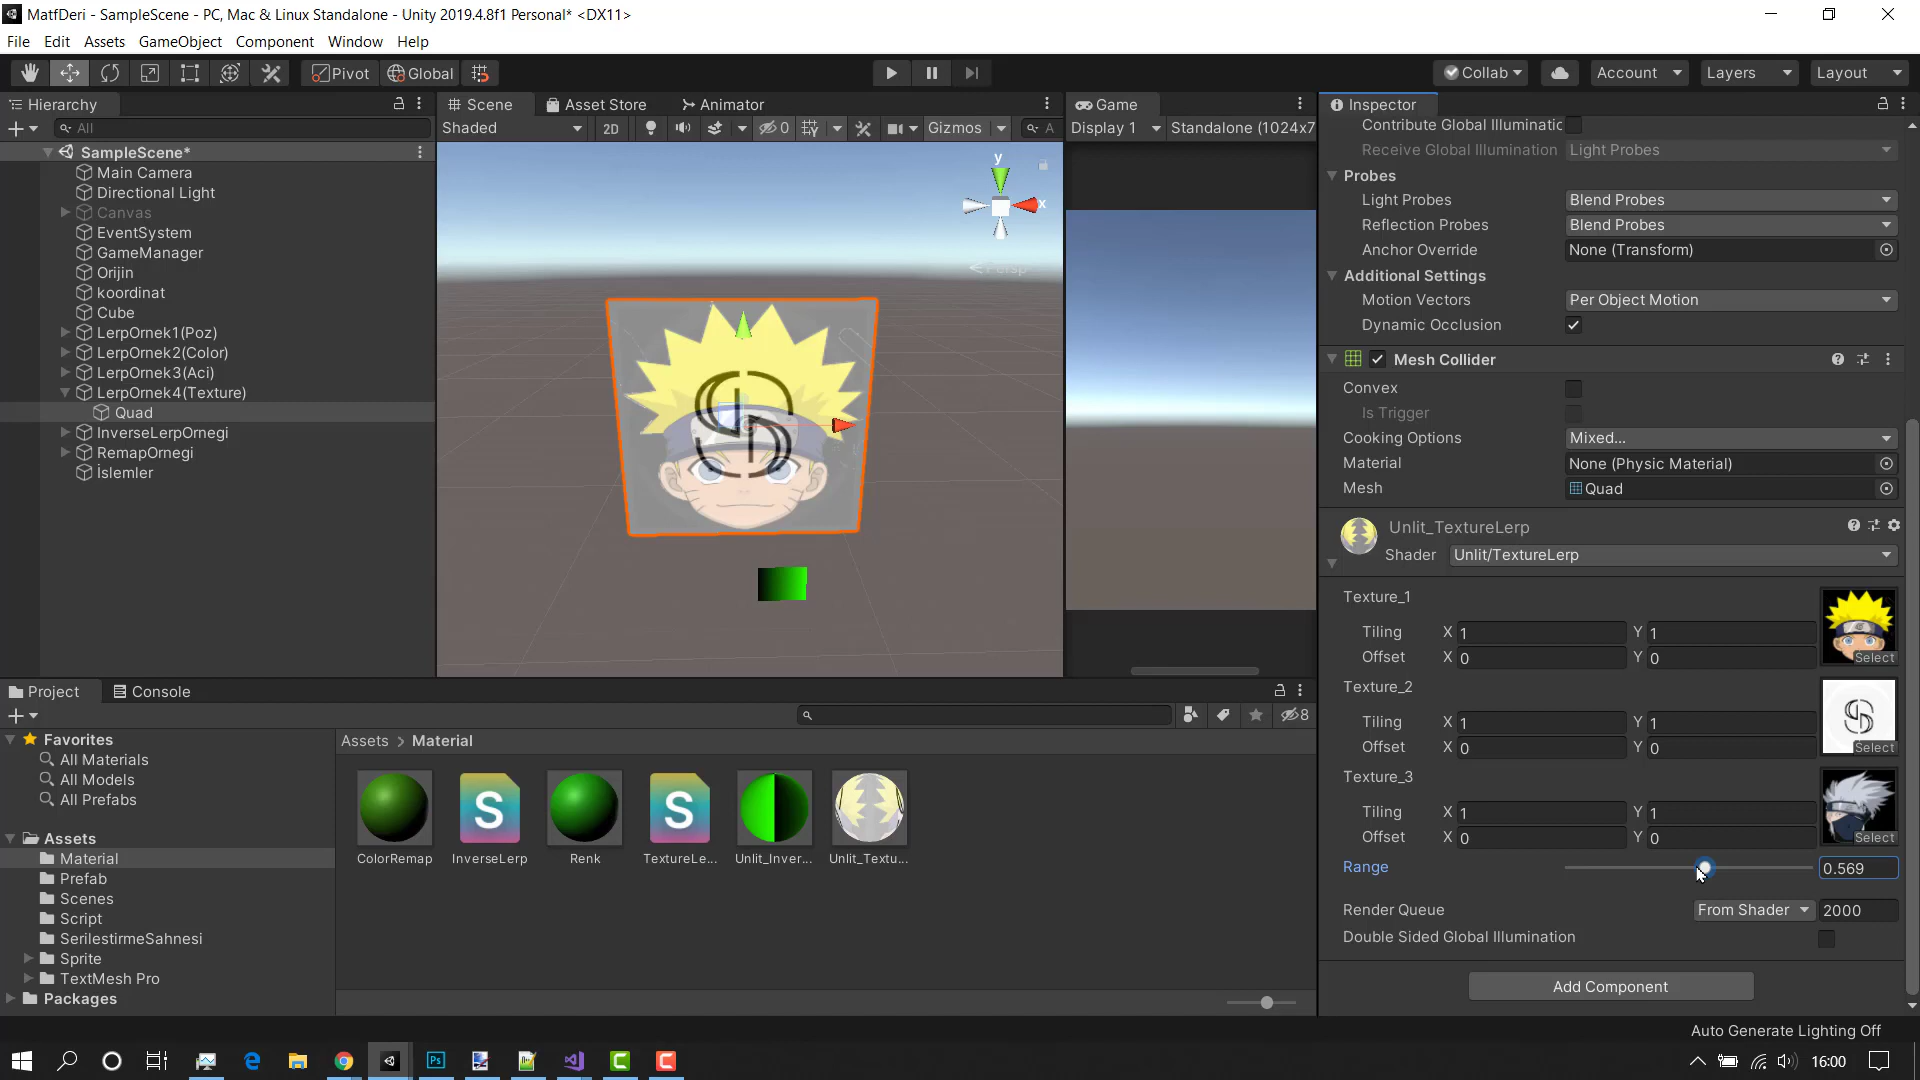 MatfDeri - SampleScene - PC, Mac & Linux Standalone - Unity 2019.4.8f1 Personal* <DX11>
File Edit Assets GameObject Component Window Help
Pivot Global Collab Account Layers Layout
Hierarchy
All
SampleScene*
Main Camera
Directional Light
Canvas
EventSystem
GameManager
Orijin
koordinat
Cube
LerpOrnek1(Poz)
LerpOrnek2(Color)
LerpOrnek3(Aci)
LerpOrnek4(Texture)
Quad
InverseLerpOrnegi
RemapOrnegi
İslemler
Scene Asset Store Animator
Shaded 2D 0 Gizmos A
y
x
Persp
Game
Display 1 Standalone (1024x7
Inspector
Contribute Global Illuminatic
Receive Global Illumination Light Probes
Probes
Light Probes Blend Probes
Reflection Probes Blend Probes
Anchor Override None (Transform)
Additional Settings
Motion Vectors Per Object Motion
Dynamic Occlusion
Mesh Collider
Convex
Is Trigger
Cooking Options Mixed...
Material None (Physic Material)
Mesh Quad
Unlit_TextureLerp
Shader Unlit/TextureLerp
Texture_1
Tiling X 1 Y 1
Offset X 0 Y 0
Select
Texture_2
Tiling X 1 Y 1
Offset X 0 Y 0
Select
Texture_3
Tiling X 1 Y 1
Offset X 0 Y 0
Select
Range 0.569
Render Queue From Shader 2000
Double Sided Global Illumination
Add Component
Project Console
8
Favorites
All Materials
All Models
All Prefabs
Assets
Material
Prefab
Scenes
Script
SerilestirmeSahnesi
Sprite
TextMesh Pro
Packages
Assets > Material
ColorRemap InverseLerp Renk TextureLe... Unlit_Inver... Unlit_Textu...
Auto Generate Lighting Off
16:00